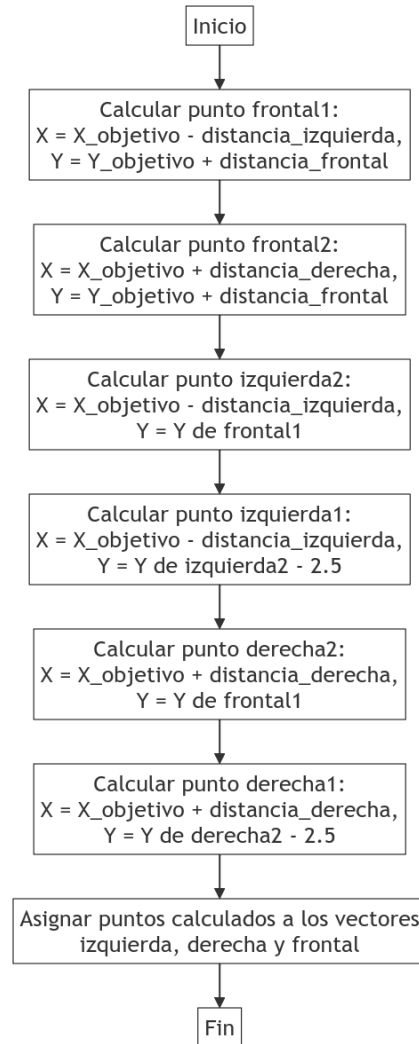 Inicio
Calcular punto frontal1:
X = X_objetivo - distancia_izquierda,
Y = Y_objetivo + distancia_frontal
Calcular punto frontal2:
X = X_objetivo + distancia_derecha,
Y = Y_objetivo + distancia_frontal
Calcular punto izquierda2:
X = X_objetivo - distancia_izquierda,
Y = Y de frontal1
Calcular punto izquierda1:
X = X_objetivo - distancia_izquierda,
Y = Y de izquierda2 - 2.5
Calcular punto derecha2:
X = X_objetivo + distancia_derecha,
Y = Y de frontal1
Calcular punto derecha1:
X = X_objetivo + distancia_derecha,
Y = Y de derecha2 - 2.5
Asignar puntos calculados a los vectores
izquierda, derecha y frontal
Fin